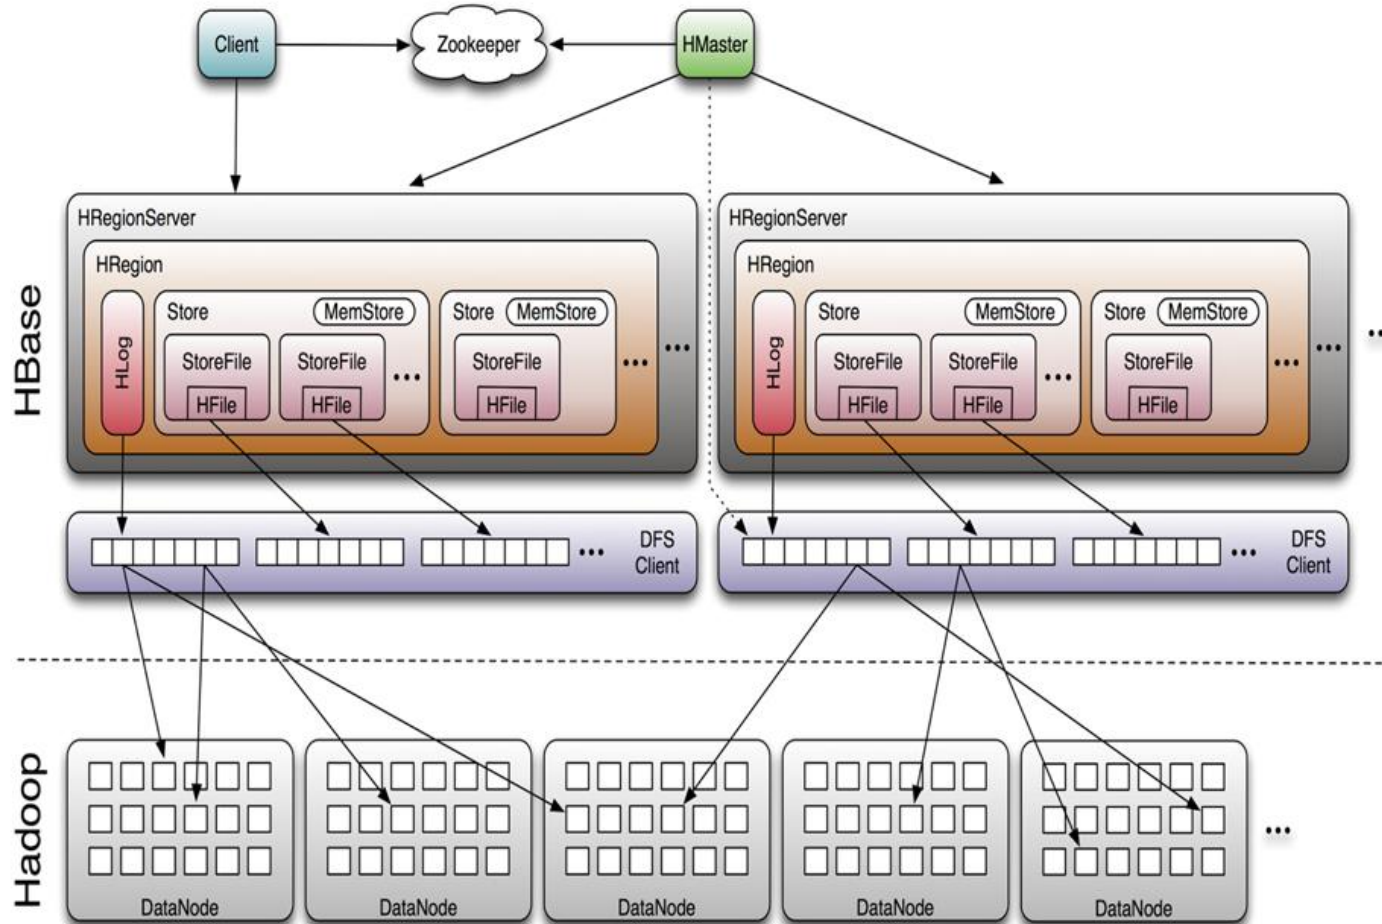 Client
Zookeeper
HMaster
HBase
HRegionServer
HRegion
HLog
Store
MemStore
StoreFile
HFile
StoreFile
HFile
...
Store
MemStore
StoreFile
HFile
...
...
HRegionServer
HRegion
HLog
Store
MemStore
StoreFile
HFile
StoreFile
HFile
...
Store
MemStore
StoreFile
HFile
...
...
...
...
DFS
Client
...
DFS
Client
Hadoop
DataNode
DataNode
DataNode
DataNode
DataNode
...